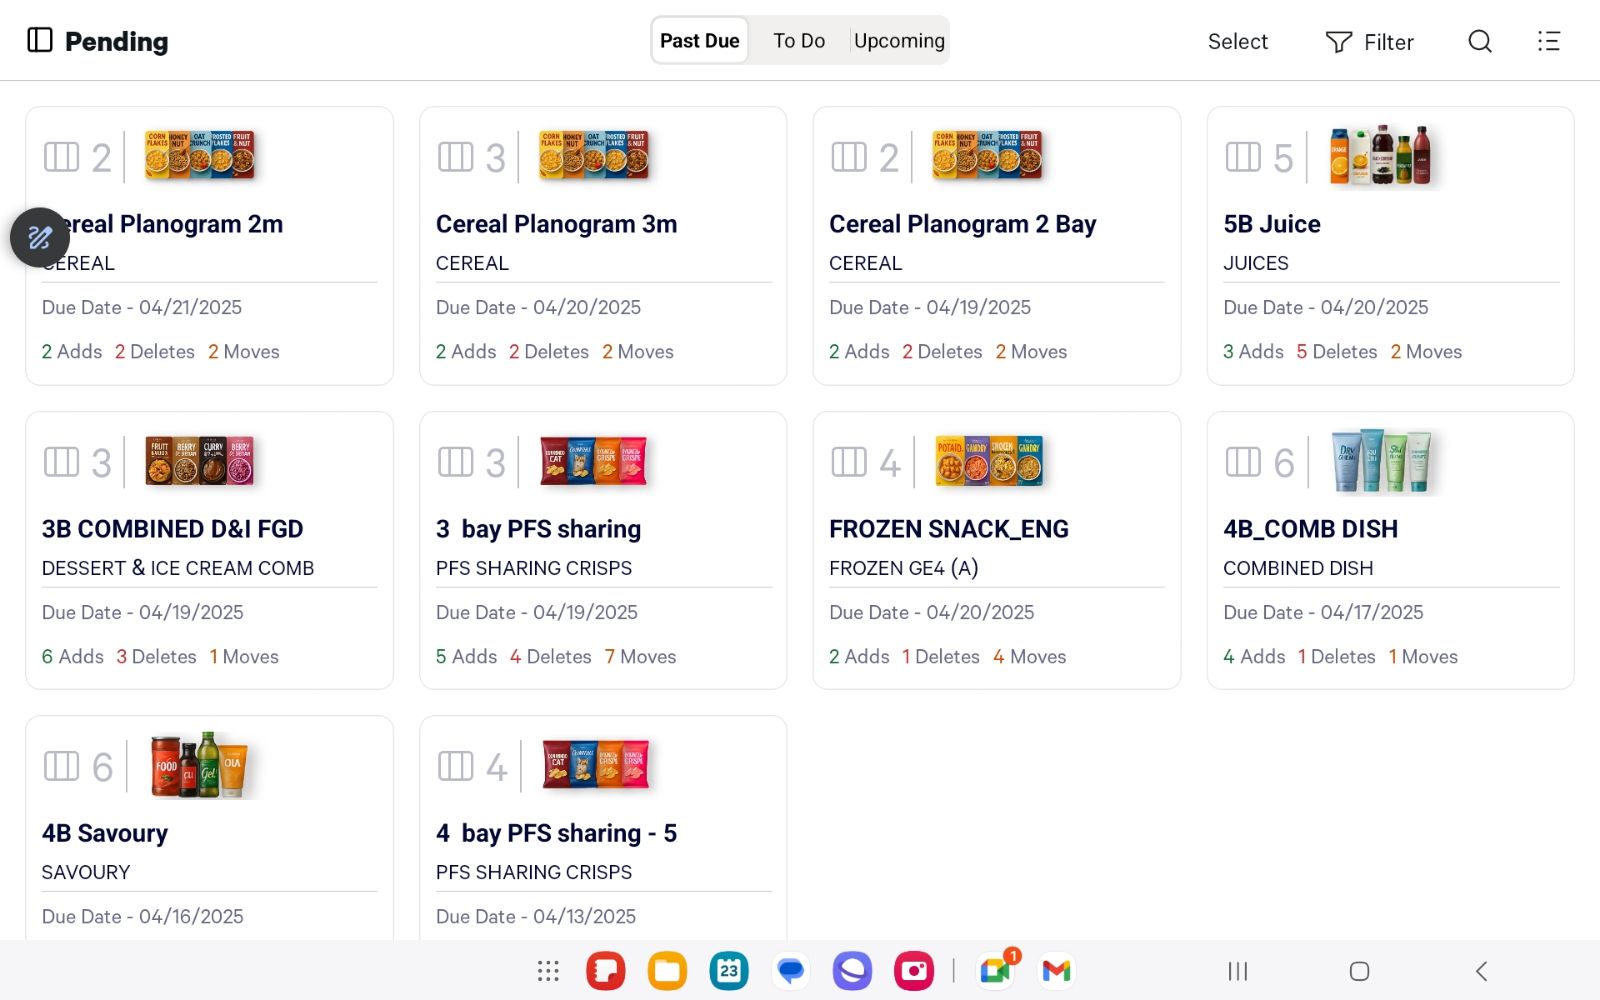 Pending
Past Due
To Do
Upcoming
Select
Filter
2
Cereal Planogram 2m
CEREAL
Due Date - 04/21/2025
2 Adds 2 Deletes 2 Moves
3
Cereal Planogram 3m
CEREAL
Due Date - 04/20/2025
2 Adds 2 Deletes 2 Moves
2
Cereal Planogram 2 Bay
CEREAL
Due Date - 04/19/2025
2 Adds 2 Deletes 2 Moves
5
5B Juice
JUICES
Due Date - 04/20/2025
3 Adds 5 Deletes 2 Moves
3
3B COMBINED D&I FGD
DESSERT & ICE CREAM COMB
Due Date - 04/19/2025
6 Adds 3 Deletes 1 Moves
3
3 bay PFS sharing
PFS SHARING CRISPS
Due Date - 04/19/2025
5 Adds 4 Deletes 7 Moves
4
FROZEN SNACK_ENG
FROZEN GE4 (A)
Due Date - 04/20/2025
2 Adds 1 Deletes 4 Moves
6
4B_COMB DISH
COMBINED DISH
Due Date - 04/17/2025
4 Adds 1 Deletes 1 Moves
6
FOOD
4B Savoury
SAVOURY
Due Date - 04/16/2025
4
4 bay PFS sharing - 5
PFS SHARING CRISPS
Due Date - 04/13/2025
23
1